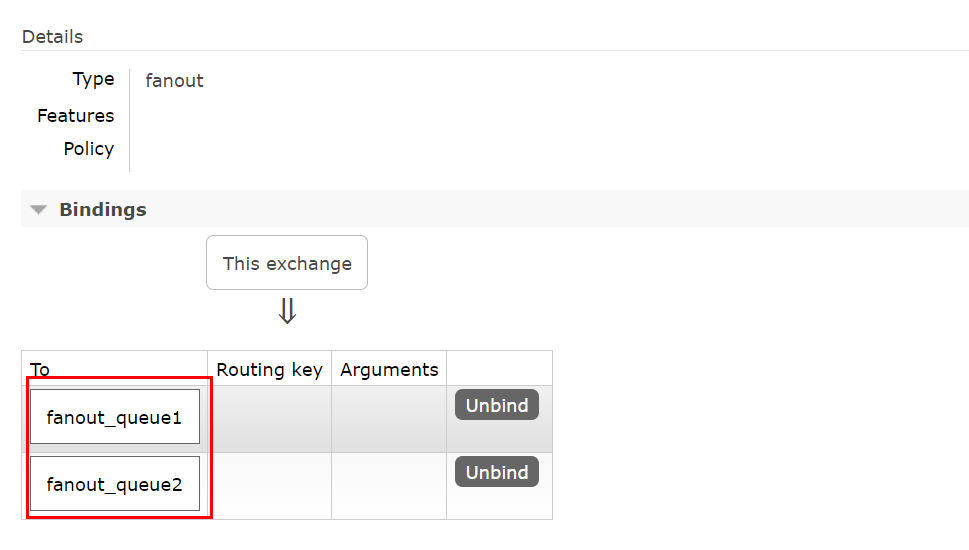 Details
Type fanout
Features
Policy
Bindings
This exchange
To Routing key Arguments
fanout_queue1 Unbind
fanout_queue2 Unbind